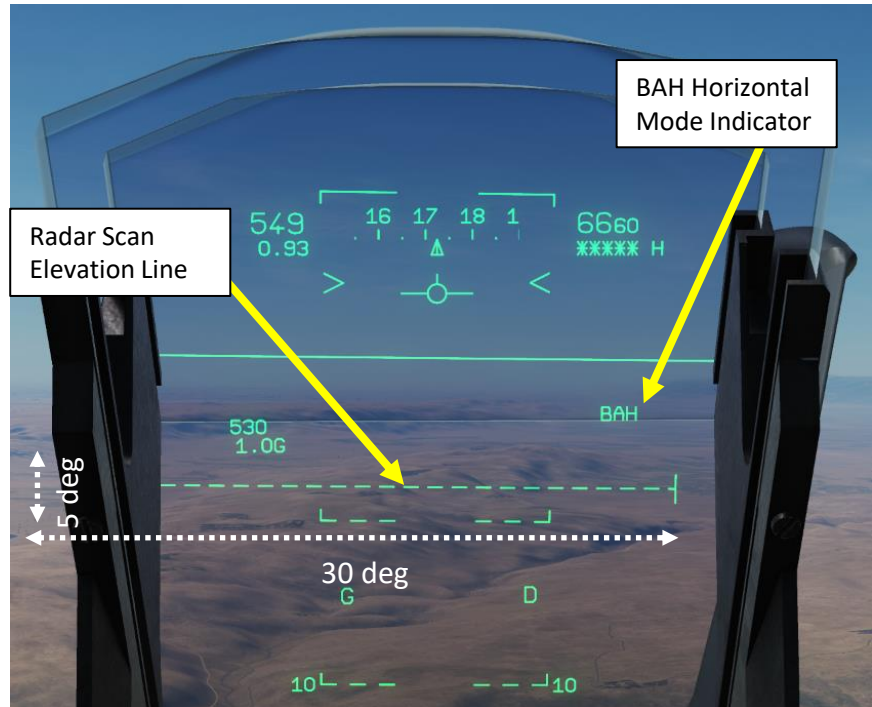 BAH Horizontal
Mode Indicator
Radar Scan
Elevation Line
549
0.93
16 17 18 1
6660
***** H
> <
BAH
530
1.0G
5 deg
30 deg
G D
10 10